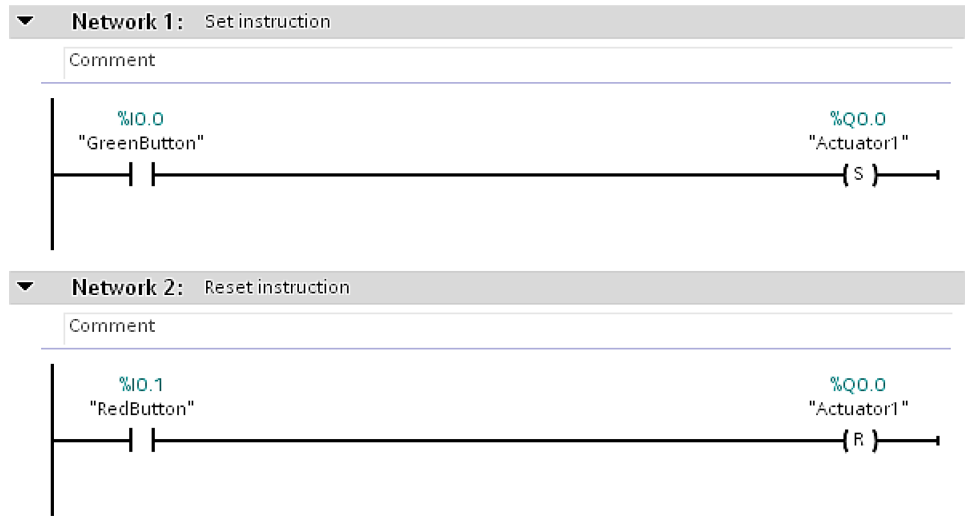 Network 1: Set instruction
Comment
%I0.0 %Q0.0
"GreenButton" "Actuator1"
S
Network 2: Reset instruction
Comment
%I0.1 %Q0.0
"RedButton" "Actuator1"
R